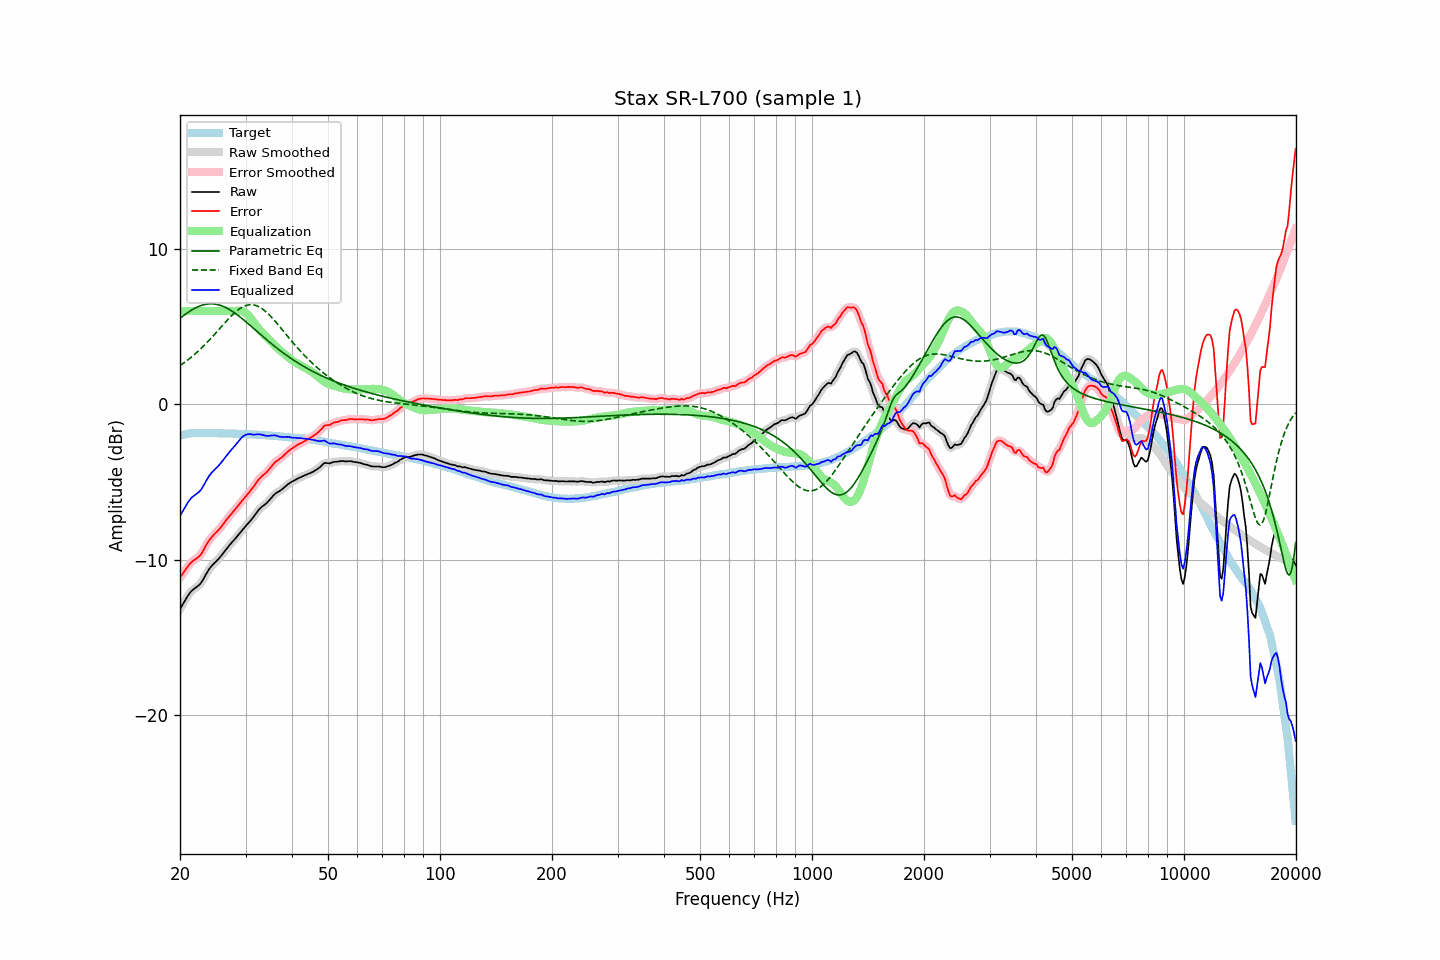 Stax SR-L700 (sample 1)
Target
Raw Smoothed
Error Smoothed
Raw
Error
Equalization
Parametric Eq
Fixed Band Eq
Equalized
10
0
−10
−20
Amplitude (dBr)
20
50
100
200
500
1000
2000
5000
10000
20000
Frequency (Hz)